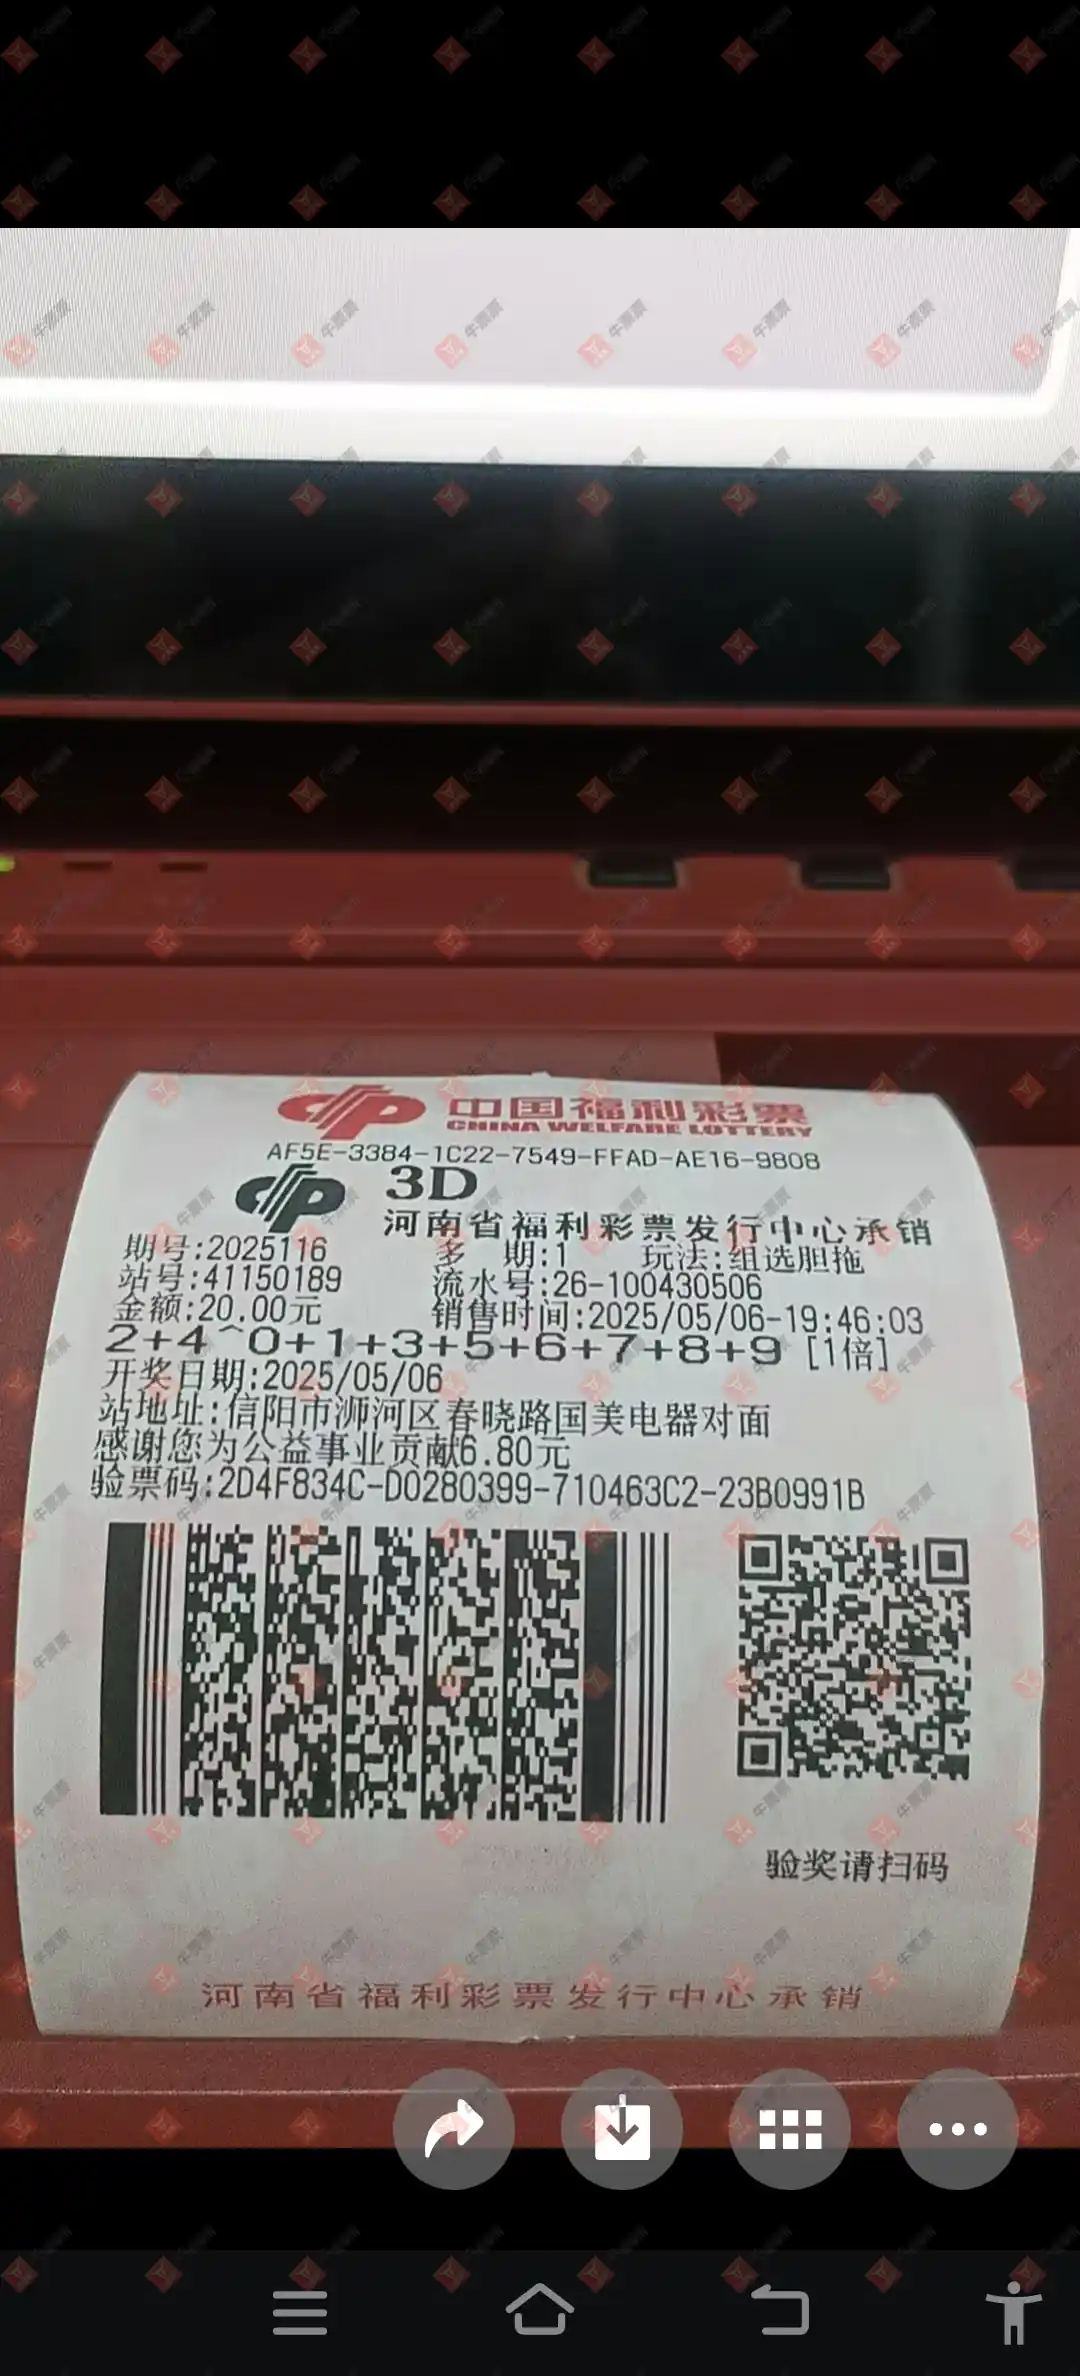 中国福利彩票
CHINA WELFARE LOTTERY
AF5E-3384-1C22-7549-FFAD-AE16-9808
3D
河南省福利彩票发行中心承销
期号:2025116 多 期:1 玩法:组选胆拖
站号:41150189 流水号:26-100430506
金额:20.00元 销售时间:2025/05/06-19:46:03
2+4^0+1+3+5+6+7+8+9 [1倍]
开奖日期:2025/05/06
站地址:信阳市浉河区春晓路国美电器对面
感谢您为公益事业贡献6.80元
验票码:2D4F834C-D0280399-710463C2-23B0991B
验奖请扫码
河南省福利彩票发行中心承销
牛票票